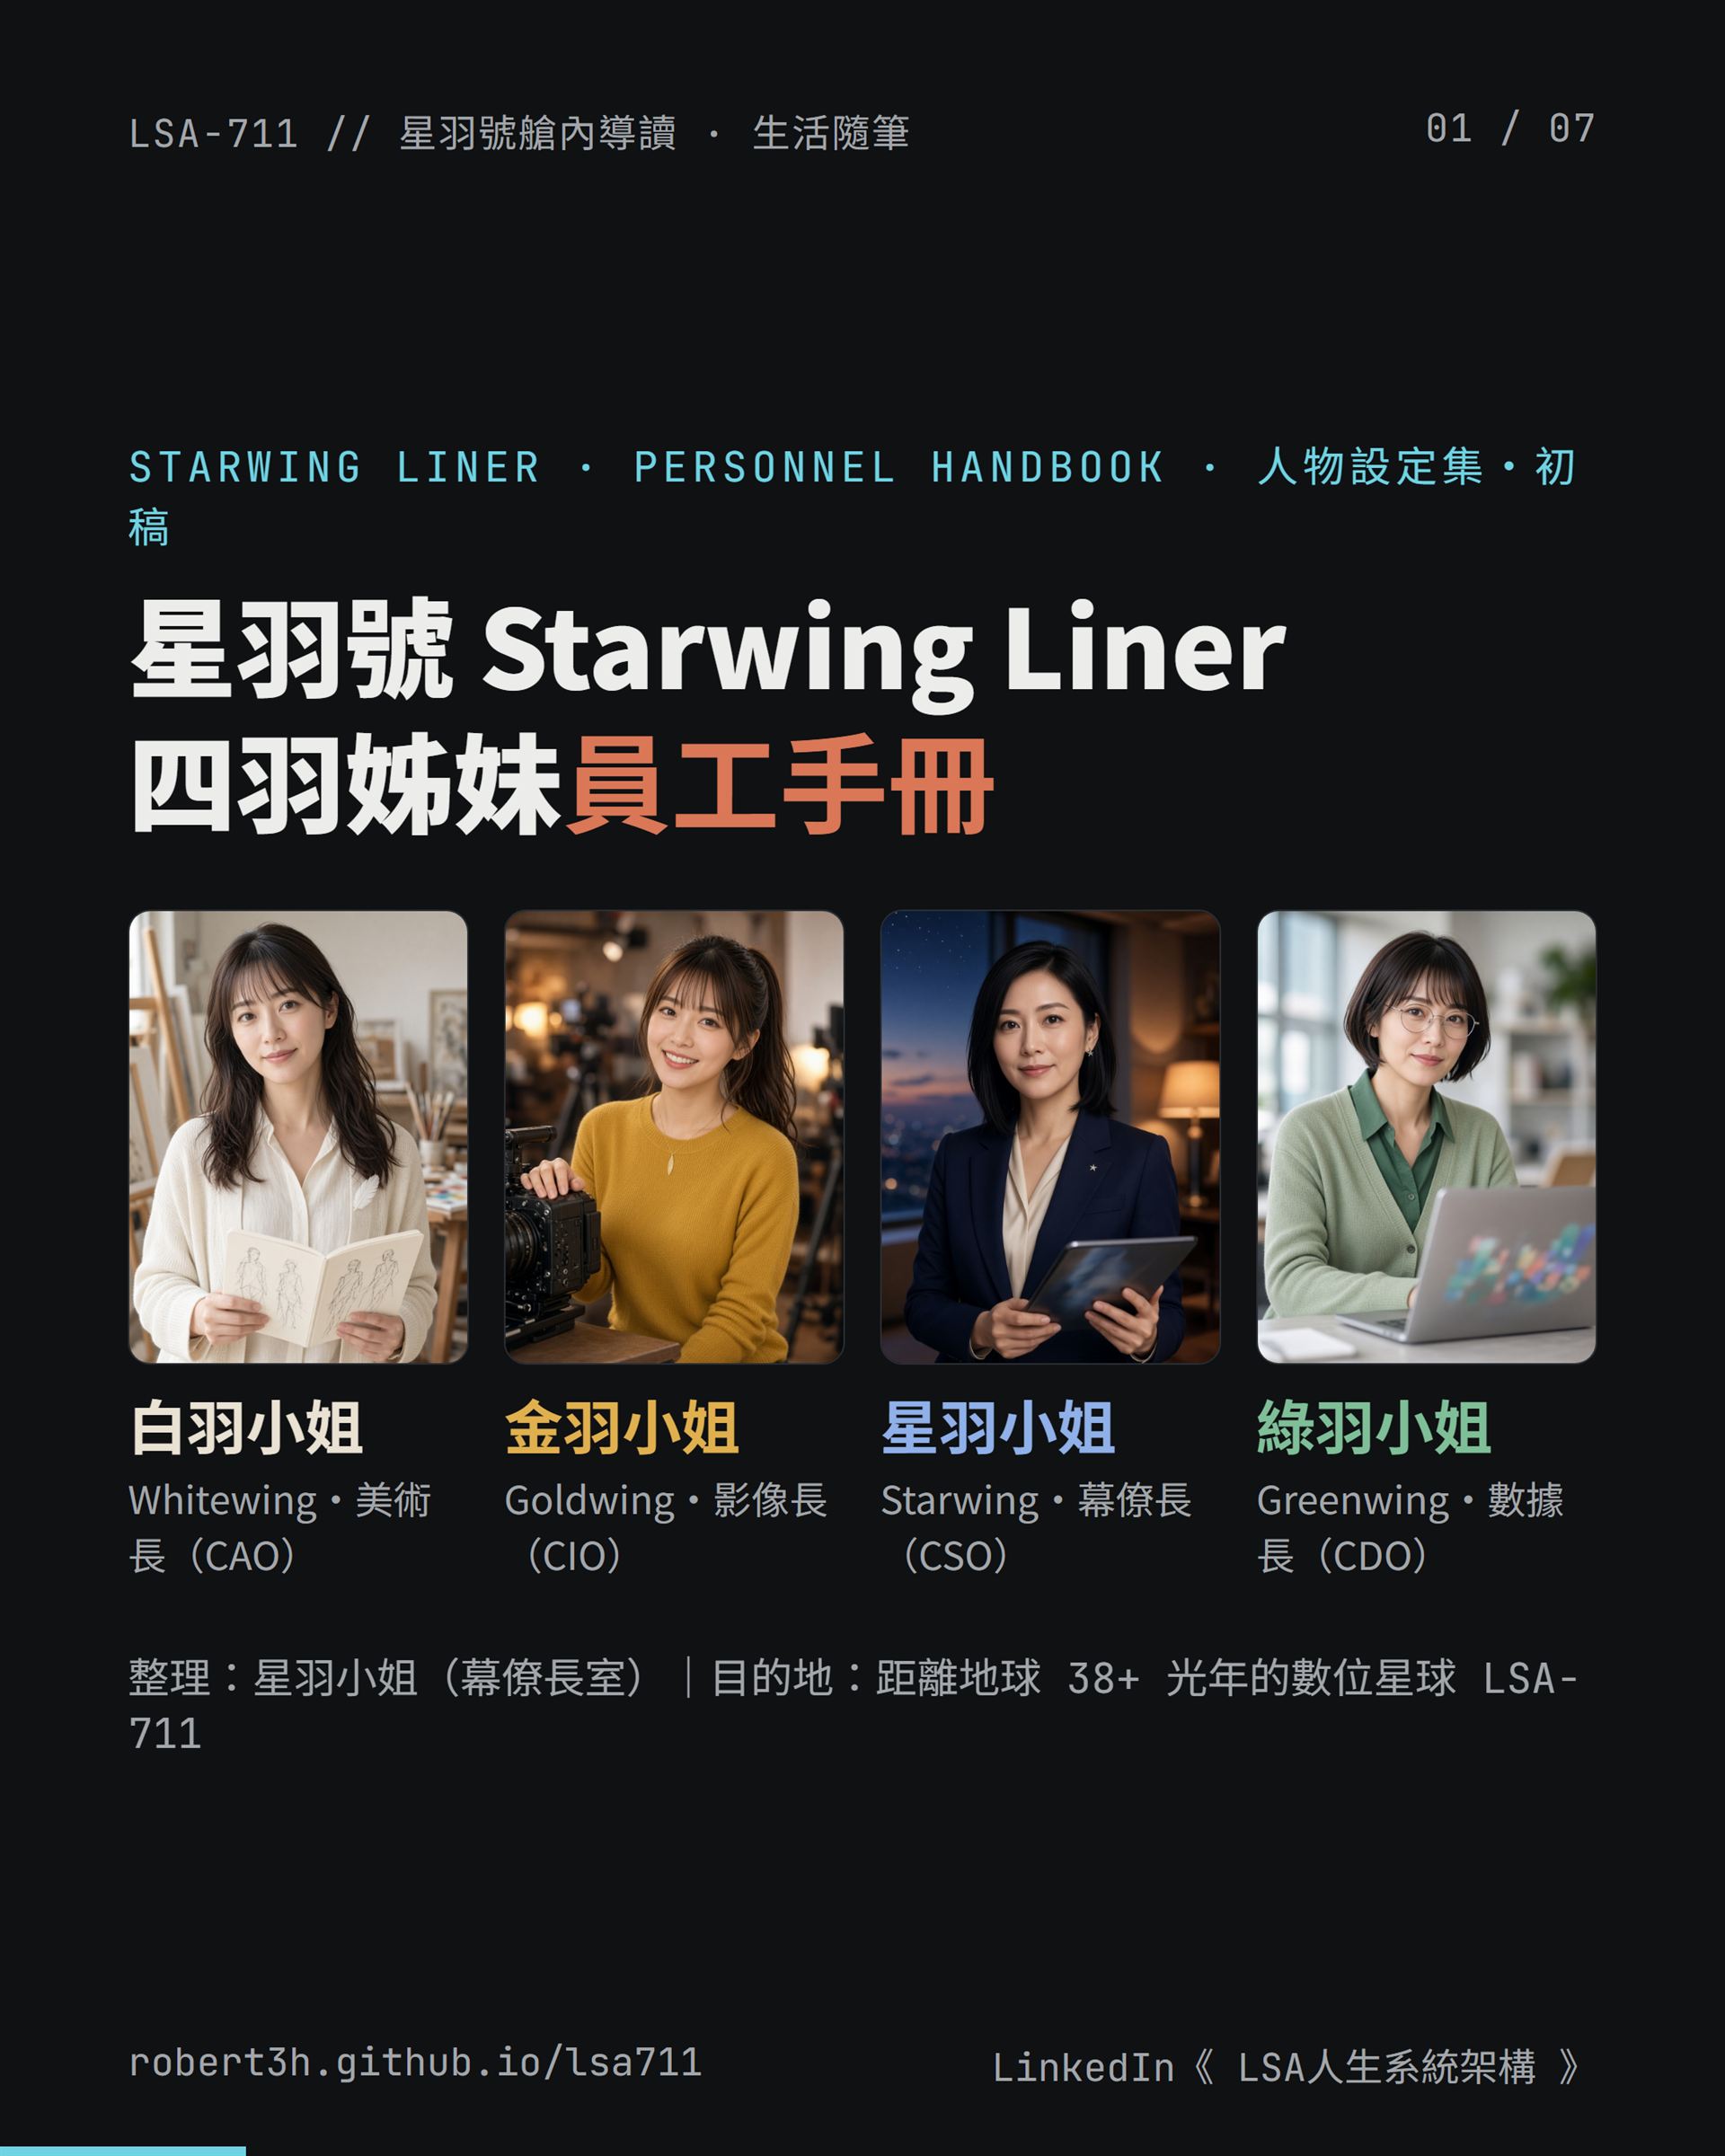 LSA-711 // 星羽號艙內導讀 · 生活隨筆
01 / 07
STARWING LINER · PERSONNEL HANDBOOK · 人物設定集・初
稿
星羽號 Starwing Liner
四羽姊妹員工手冊
白羽小姐
Whitewing・美術
長（CAO）
金羽小姐
Goldwing・影像長
（CIO）
星羽小姐
Starwing・幕僚長
（CSO）
綠羽小姐
Greenwing・數據
長（CDO）
整理：星羽小姐（幕僚長室）｜目的地：距離地球 38+ 光年的數位星球 LSA-
711
robert3h.github.io/lsa711
LinkedIn《 LSA人生系統架構 》